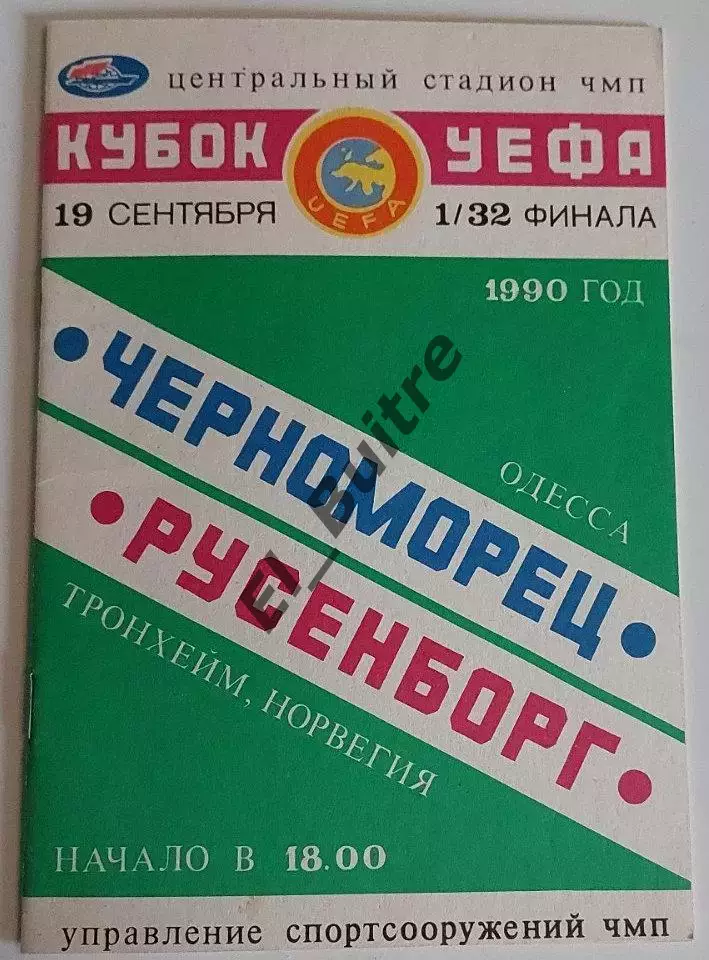 ЦЕНТРАЛЬНЫЙ СТАДИОН ЧМП
КУБОК УЕФА
UEFA
19 СЕНТЯБРЯ 1/32 ФИНАЛА
1990 ГОД
ЧЕРНОМОРЕЦ
ОДЕССА
РУСЕНБОРГ
ТРОНХЕЙМ, НОРВЕГИЯ
НАЧАЛО В 18.00
УПРАВЛЕНИЕ СПОРТСООРУЖЕНИЙ ЧМП
El_Buitre